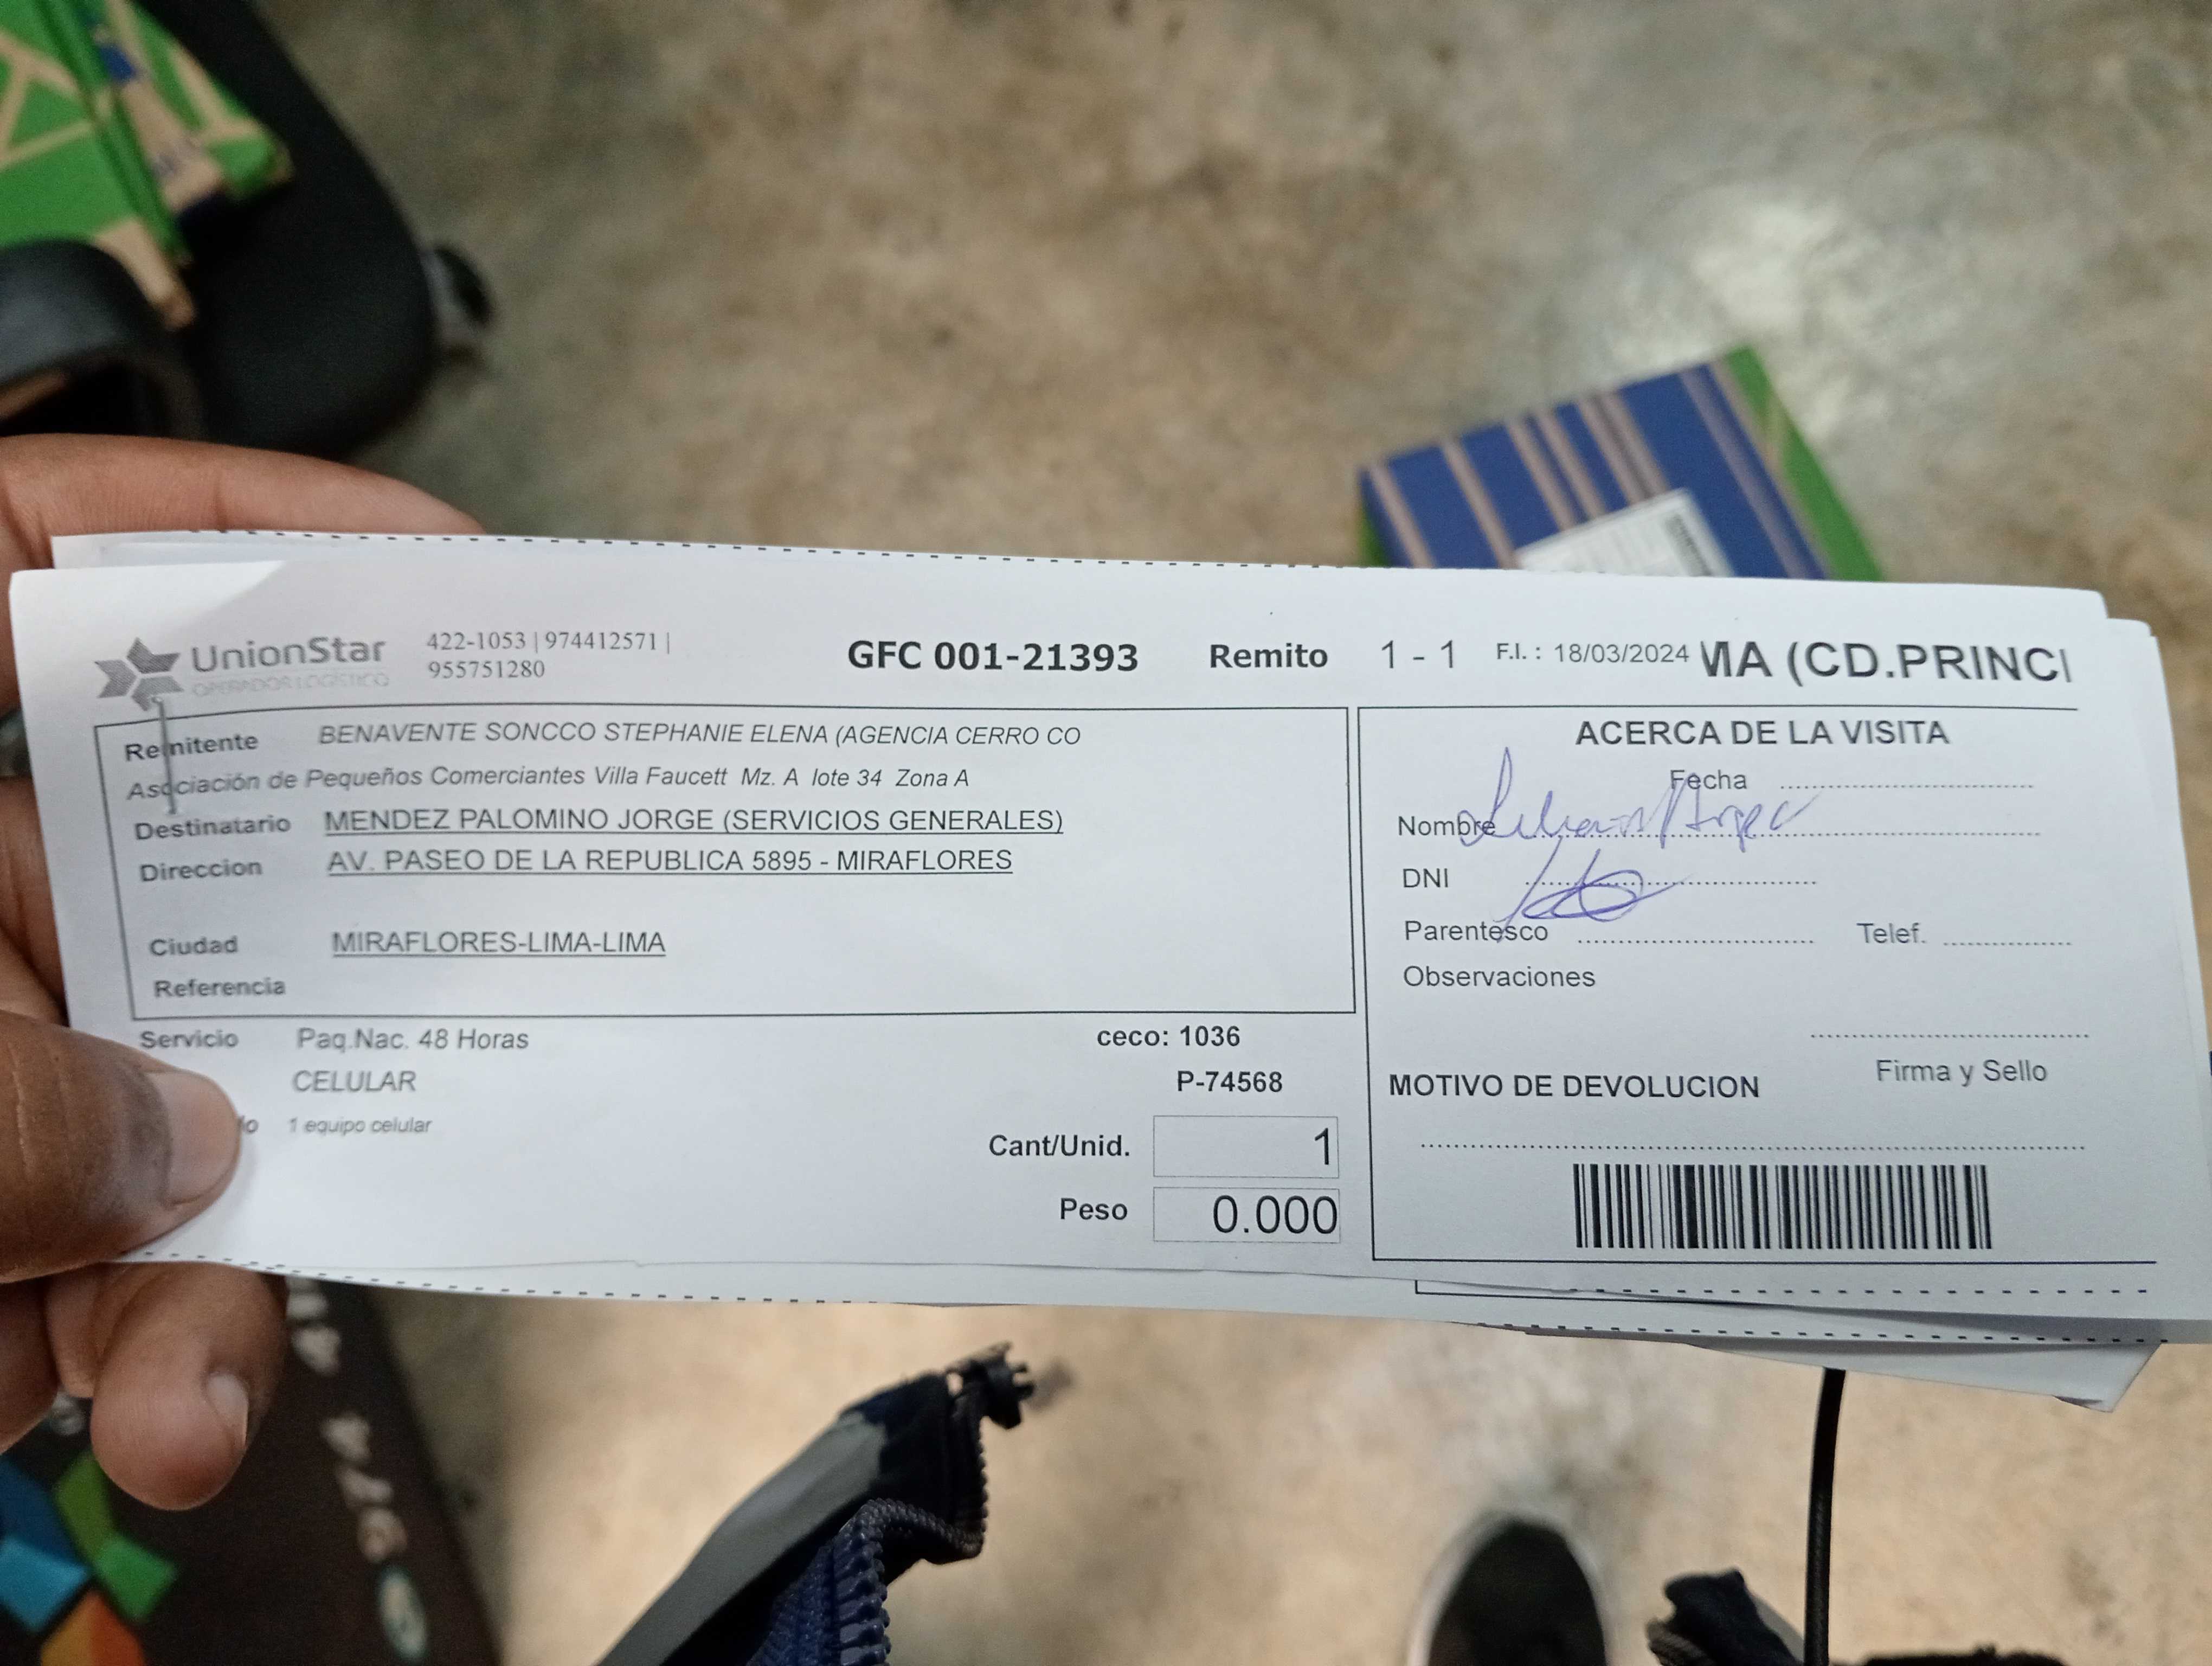 UnionStar
OPERADOR LOGÍSTICO
422-1053 | 974412571 |
955751280
GFC 001-21393 Remito 1 - 1 F.I. : 18/03/2024 MA (CD.PRINCI
Remitente BENAVENTE SONCCO STEPHANIE ELENA (AGENCIA CERRO CO
Asociación de Pequeños Comerciantes Villa Faucett Mz. A lote 34 Zona A
Destinatario MENDEZ PALOMINO JORGE (SERVICIOS GENERALES)
Direccion AV. PASEO DE LA REPUBLICA 5895 - MIRAFLORES
Ciudad MIRAFLORES-LIMA-LIMA
Referencia
Servicio Paq.Nac. 48 Horas ceco: 1036
CELULAR P-74568
1 equipo celular
Cant/Unid. 1
Peso 0.000
ACERCA DE LA VISITA
Fecha
Nombre
DNI
Parentesco Telef.
Observaciones
Firma y Sello
MOTIVO DE DEVOLUCION